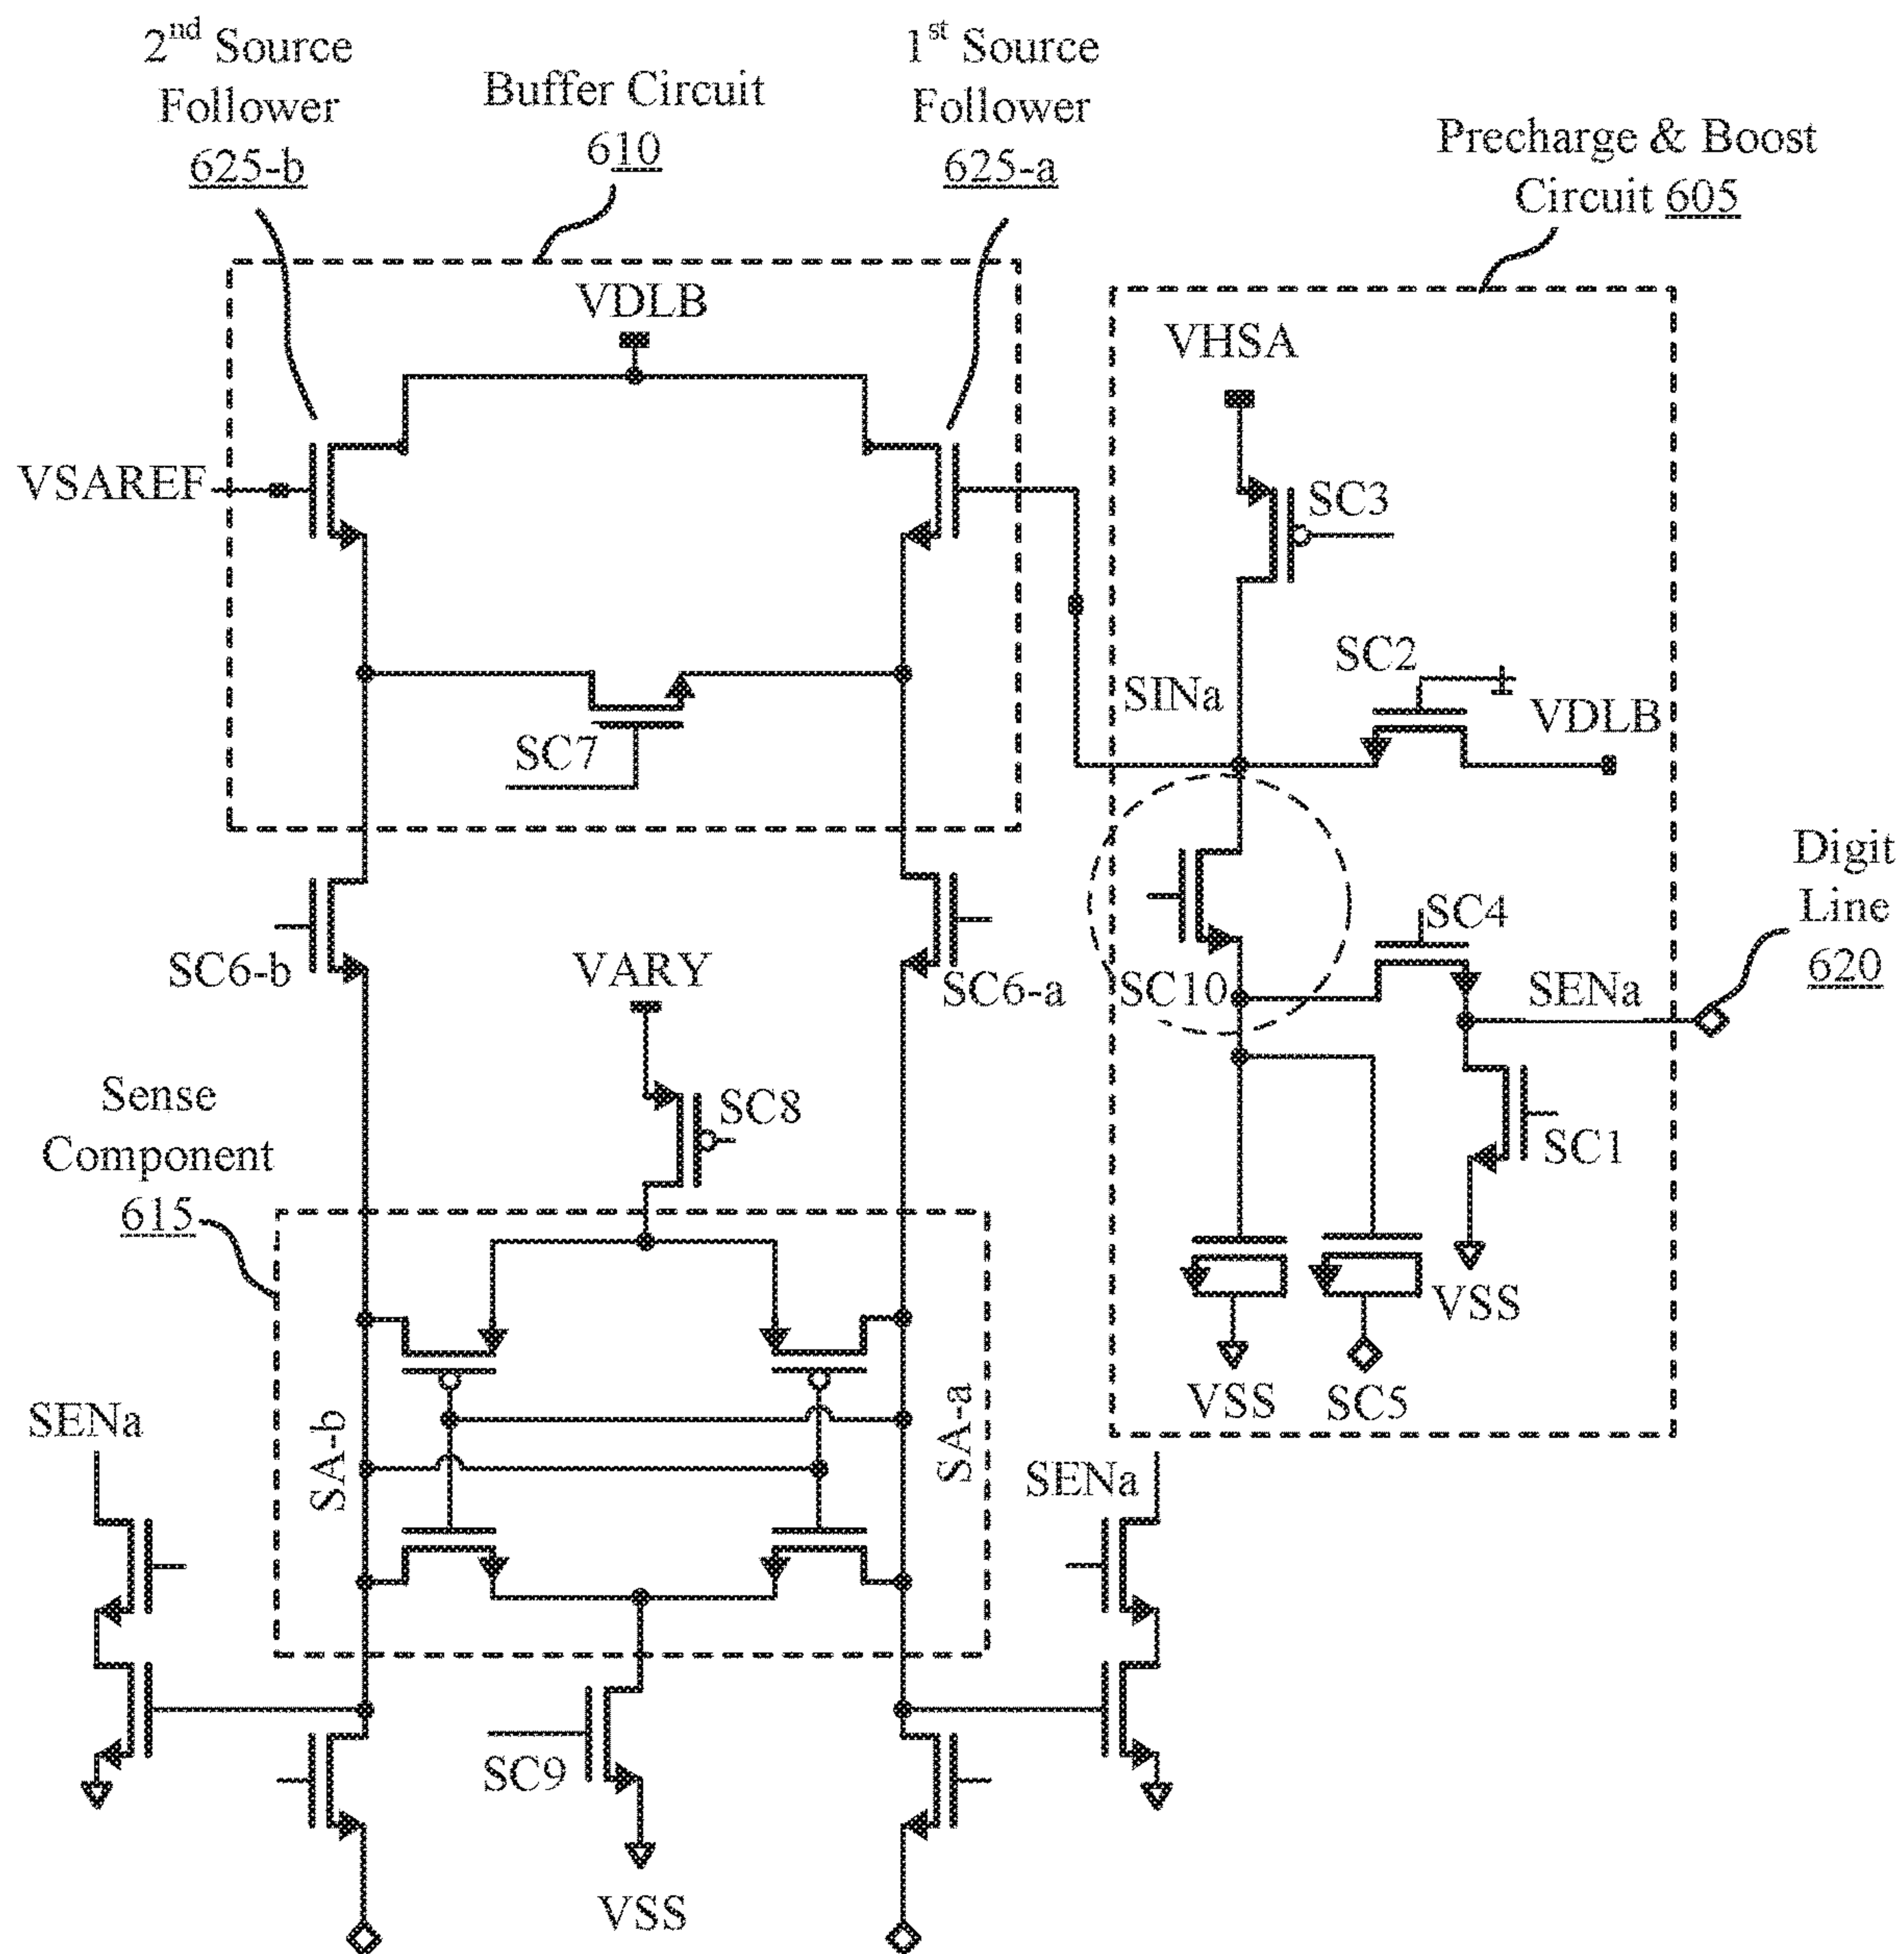 2nd Source
Follower
625-b
Buffer Circuit
610
1st Source
Follower
625-a
Precharge & Boost
Circuit 605
VDLB
VHSA
VSAREF
SC3
SC2
SINa
VDLB
SC7
Digit
Line
620
SC4
SC6-b
VARY
SC6-a
SC10
SENa
Sense
Component
615
SC8
SC1
VSS
VSS
SC5
SENa
SA-b
SA-a
SENa
SC9
VSS